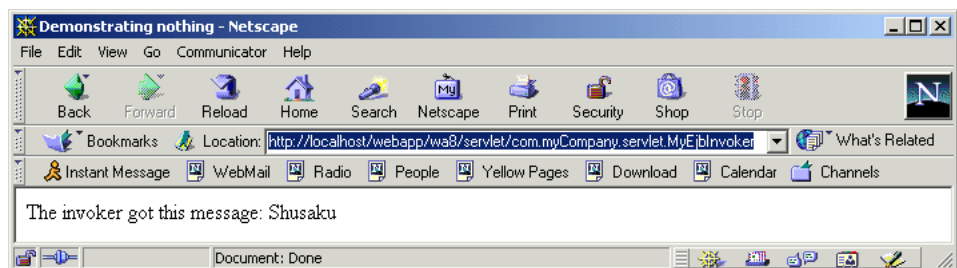 Demonstrating nothing - Netscape
File Edit View Go Communicator Help
Back Forward Reload Home Search My Netscape Print Security Shop Stop N
Bookmarks Location: http://localhost/webapp/wa8/servlet/com.myCompany.servlet.MyEjbInvoker What's Related
Instant Message WebMail Radio People Yellow Pages Download Calendar Channels
The invoker got this message: Shusaku
Document: Done